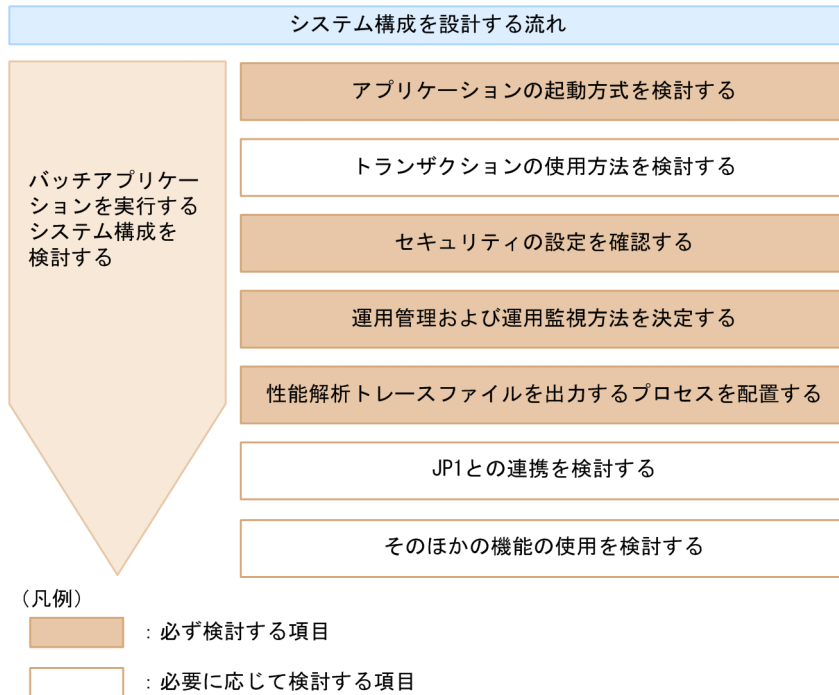 システム構成を設計する流れ
バッチアプリケー
ションを実行する
システム構成を
検討する
アプリケーションの起動方式を検討する
トランザクションの使用方法を検討する
セキュリティの設定を確認する
運用管理および運用監視方法を決定する
性能解析トレースファイルを出力するプロセスを配置する
JP1との連携を検討する
そのほかの機能の使用を検討する
（凡例）
：必ず検討する項目
：必要に応じて検討する項目